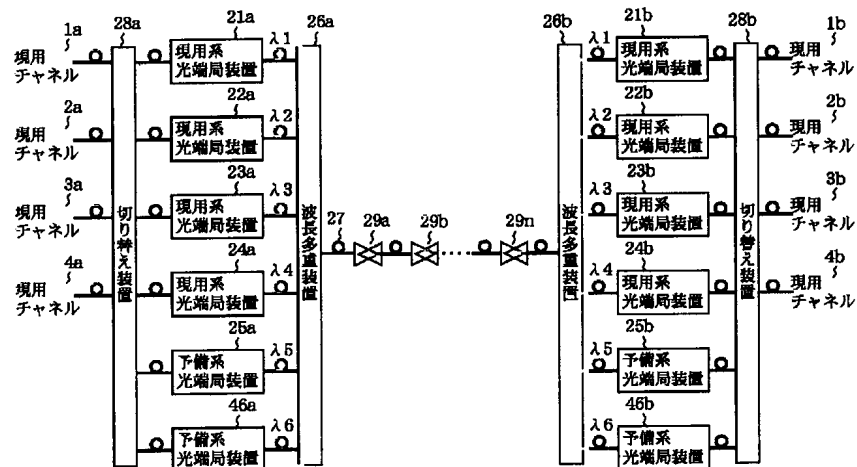 1a 28a 21a 26a 26b 21b 28b 1b
現用
チャネル
現用系
光端局装置
λ1
λ1
現用系
光端局装置
現用
チャネル
2a 22a 22b 2b
現用
チャネル
現用系
光端局装置
λ2
λ2
現用系
光端局装置
現用
チャネル
3a 23a 23b 3b
現用
チャネル
現用系
光端局装置
λ3
λ3
現用系
光端局装置
現用
チャネル
切り替え装置
波長多重装置
27 29a 29b 29n
波長多重装置
切り替え装置
4a 24a 24b 4b
現用
チャネル
現用系
光端局装置
λ4
λ4
現用系
光端局装置
現用
チャネル
25a 25b
予備系
光端局装置
λ5
λ5
予備系
光端局装置
46a 46b
予備系
光端局装置
λ6
λ6
予備系
光端局装置